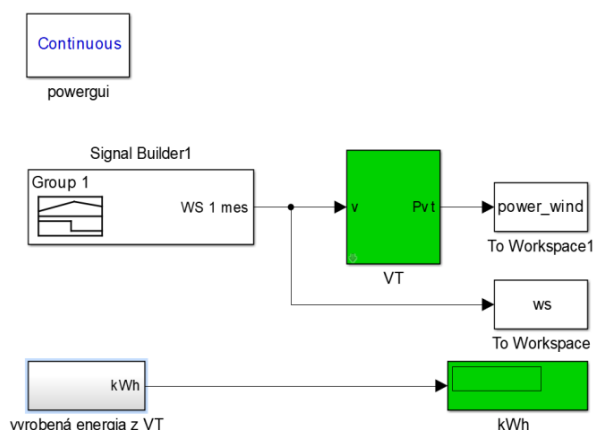 Continuous
powergui
Signal Builder1
Group 1
WS 1 mes
v
Pvt
power_wind
To Workspace1
VT
ws
To Workspace
kWh
vyrobená energia z VT
kWh